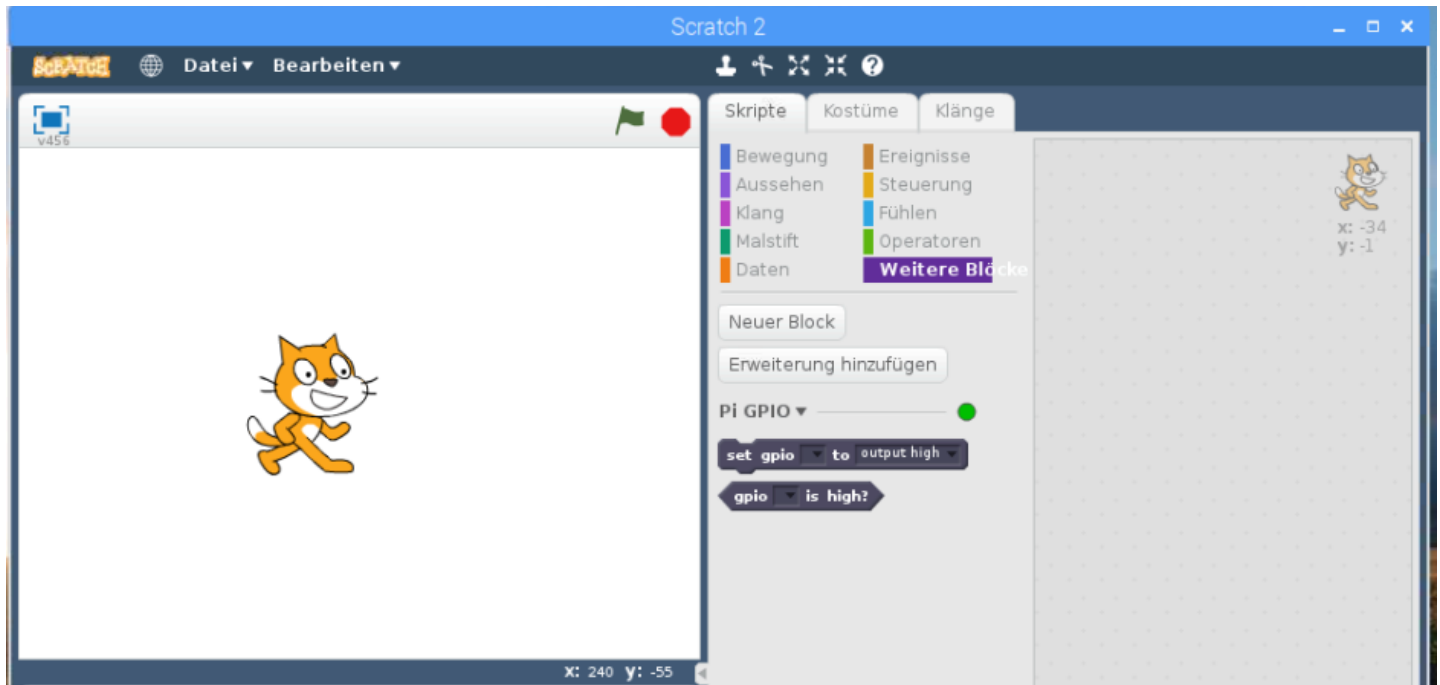 Scratch 2
SCRATCH Datei Bearbeiten
v456
Skripte Kostüme Klänge
Bewegung Ereignisse
Aussehen Steuerung
Klang Fühlen
Malstift Operatoren
Daten Weitere Blöcke
x: -34
y: -1
Neuer Block
Erweiterung hinzufügen
Pi GPIO
set gpio to output high
gpio is high?
x: 240 y: -55